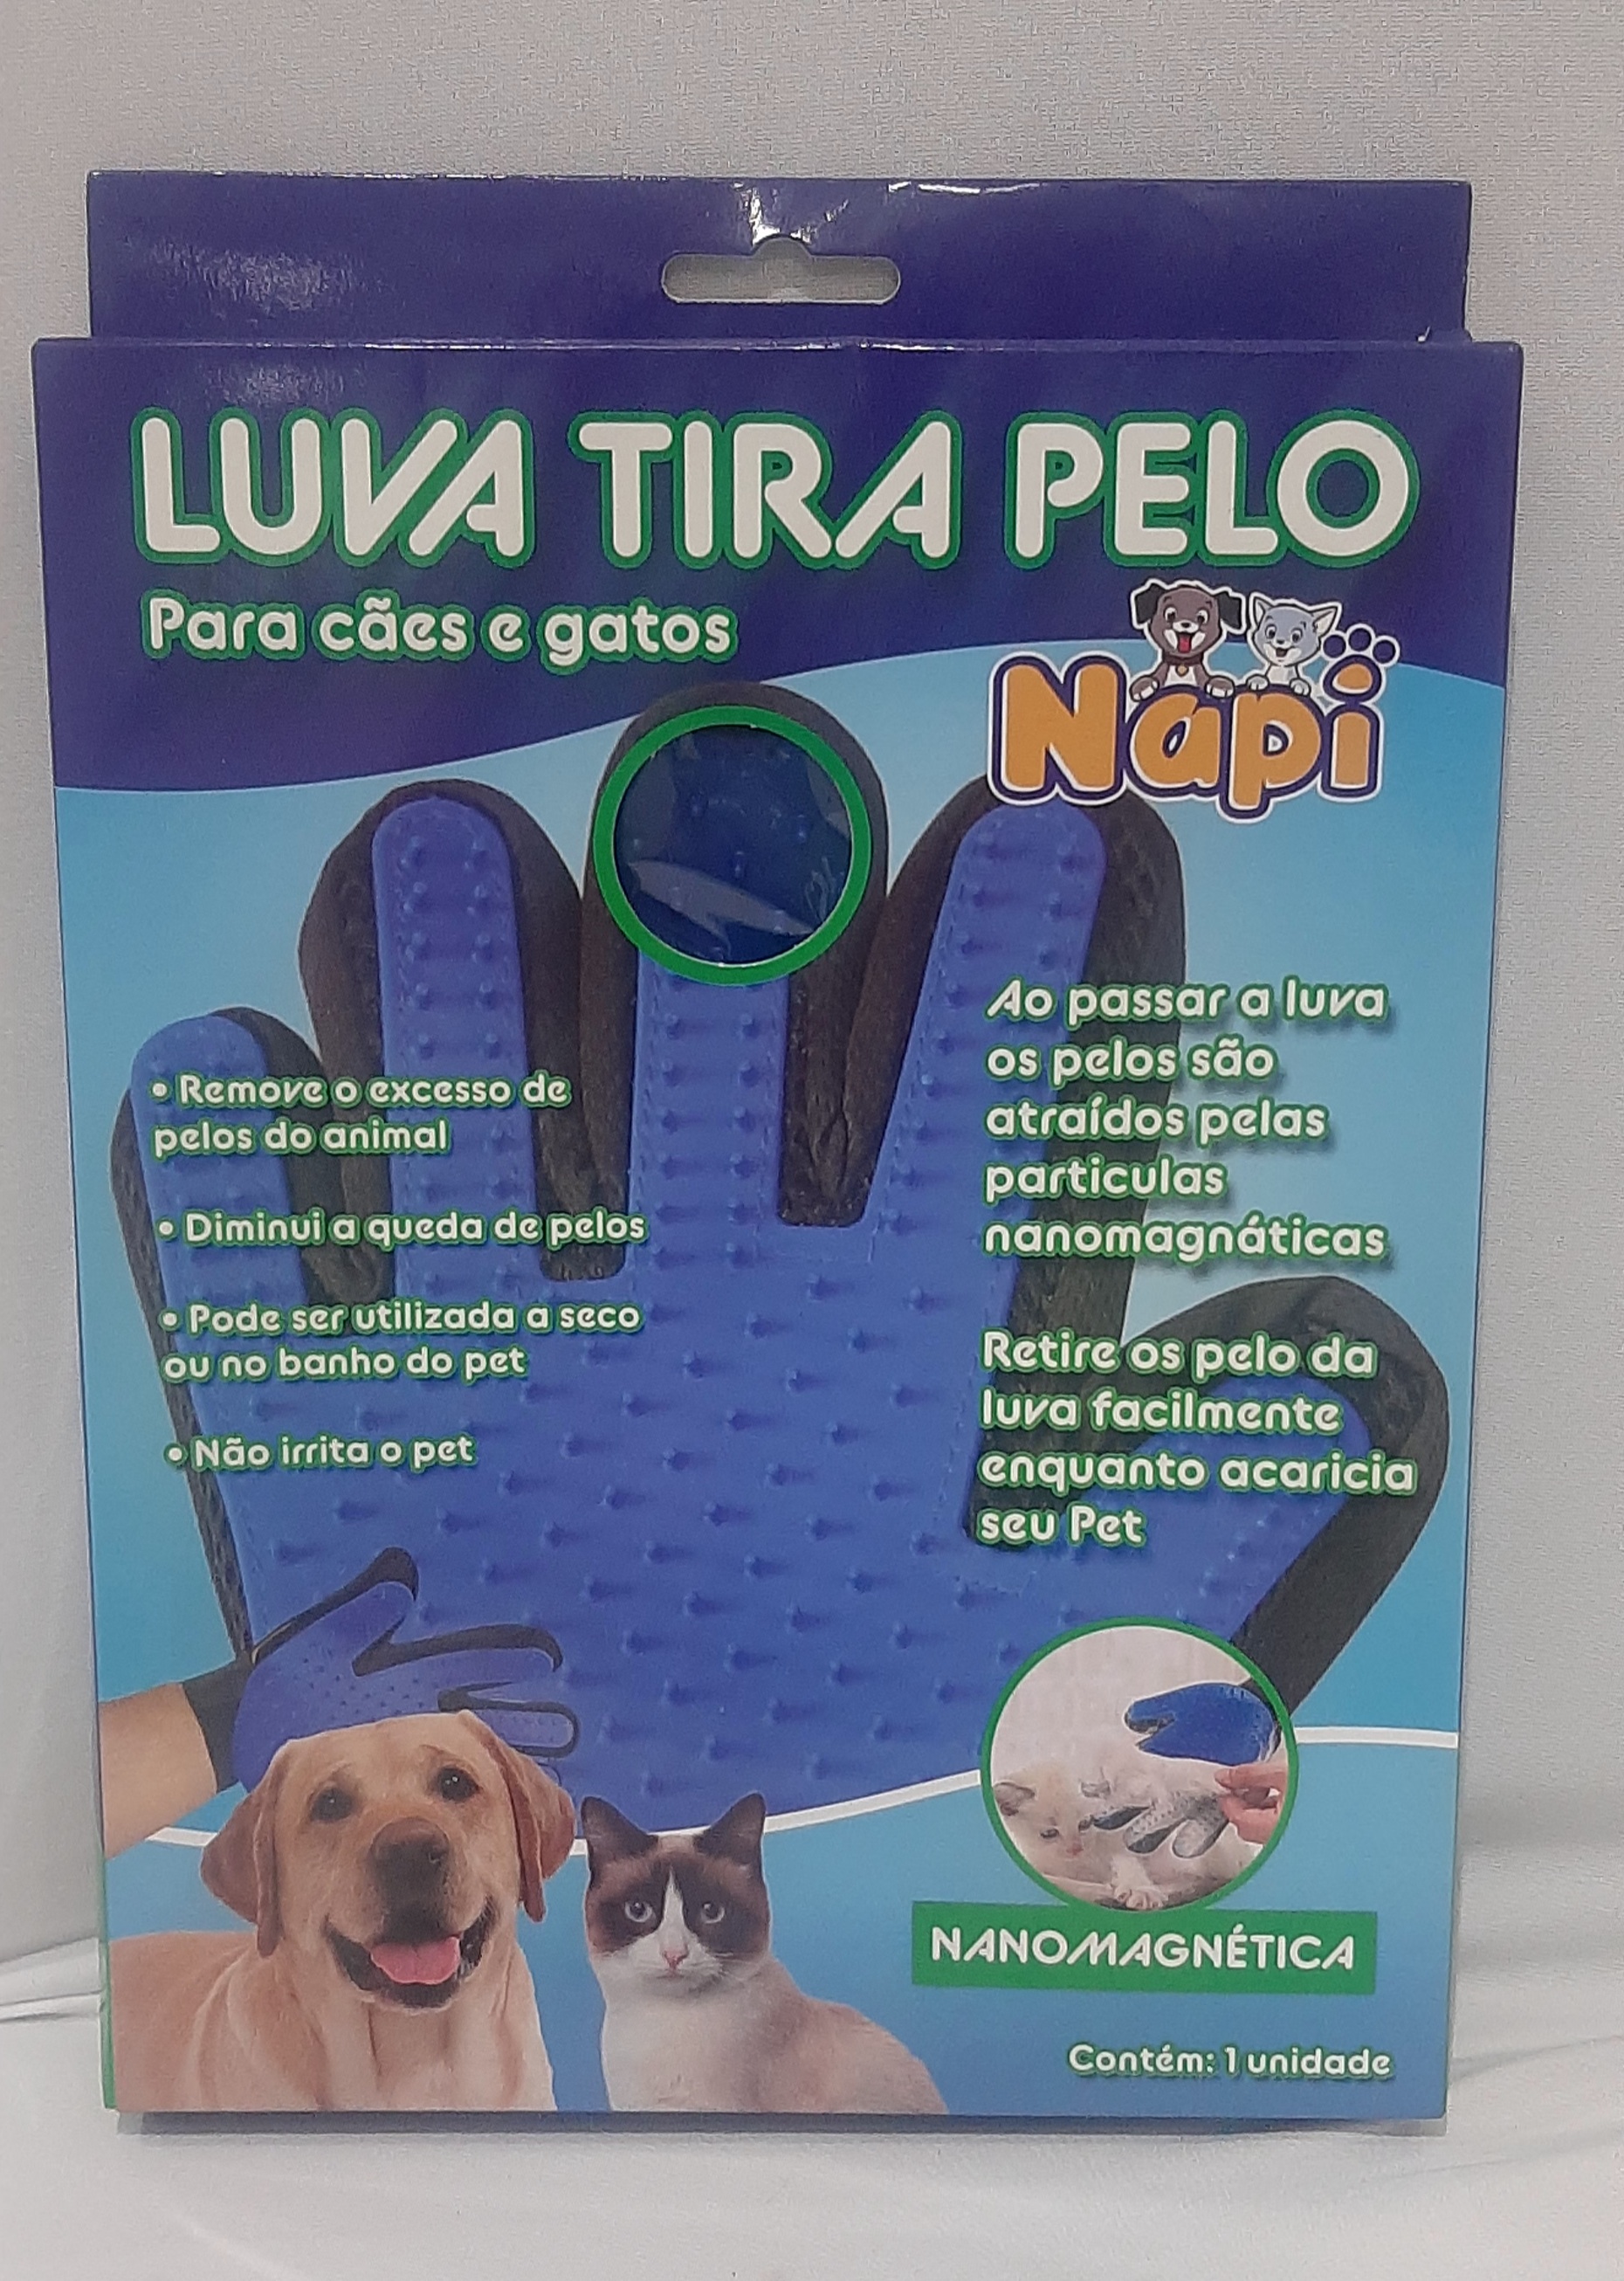 LUVA TIRA PELO
Para cães e gatos
Napi
• Remove o excesso de
pelos do animal
• Diminui a queda de pelos
• Pode ser utilizada a seco
ou no banho do pet
• Não irrita o pet
Ao passar a luva
os pelos são
atraídos pelas
particulas
nanomagnáticas
Retire os pelo da
luva facilmente
enquanto acaricia
seu Pet
NANOMAGNÉTICA
Contém: 1 unidade